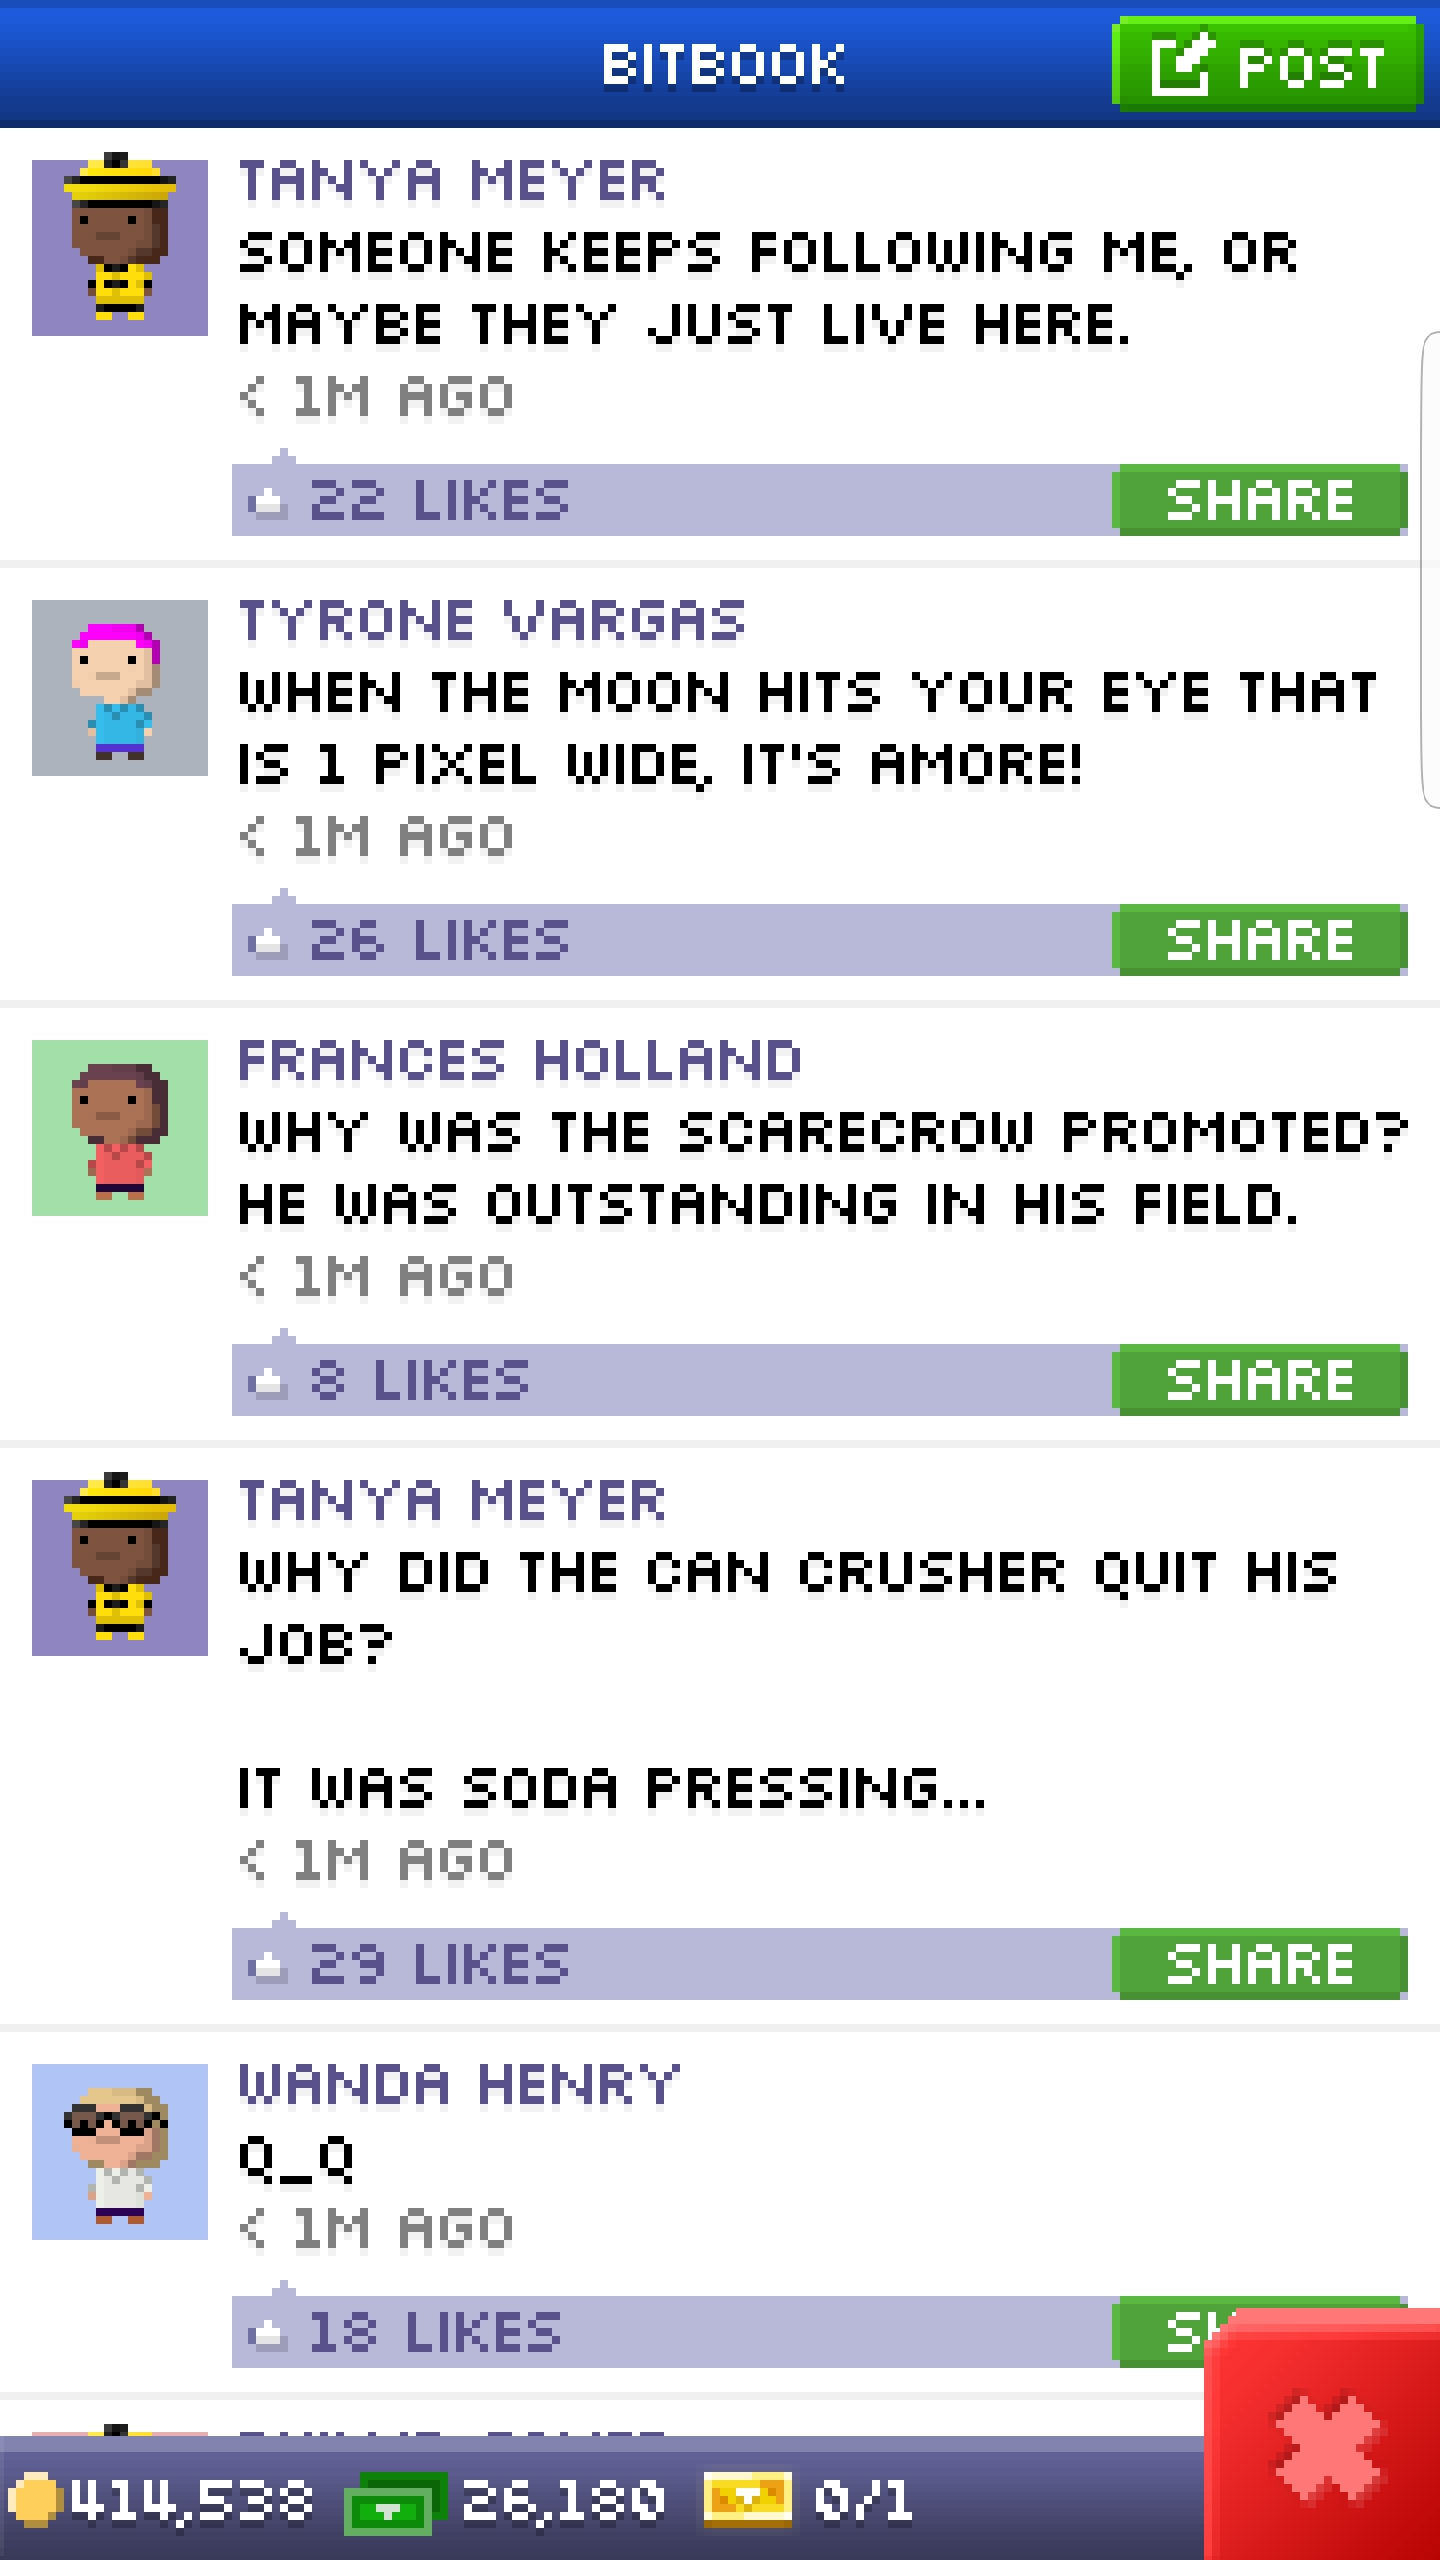 BITBOOK
POST
TANYA MEYER
SOMEONE KEEPS FOLLOWING ME, OR
MAYBE THEY JUST LIVE HERE.
< 1M AGO
22 LIKES
SHARE
TYRONE VARGAS
WHEN THE MOON HITS YOUR EYE THAT
IS 1 PIXEL WIDE, IT'S AMORE!
< 1M AGO
26 LIKES
SHARE
FRANCES HOLLAND
WHY WAS THE SCARECROW PROMOTED?
HE WAS OUTSTANDING IN HIS FIELD.
< 1M AGO
8 LIKES
SHARE
TANYA MEYER
WHY DID THE CAN CRUSHER QUIT HIS
JOB?
IT WAS SODA PRESSING...
< 1M AGO
29 LIKES
SHARE
WANDA HENRY
Q_Q
< 1M AGO
18 LIKES
414,538
26,180
0/1